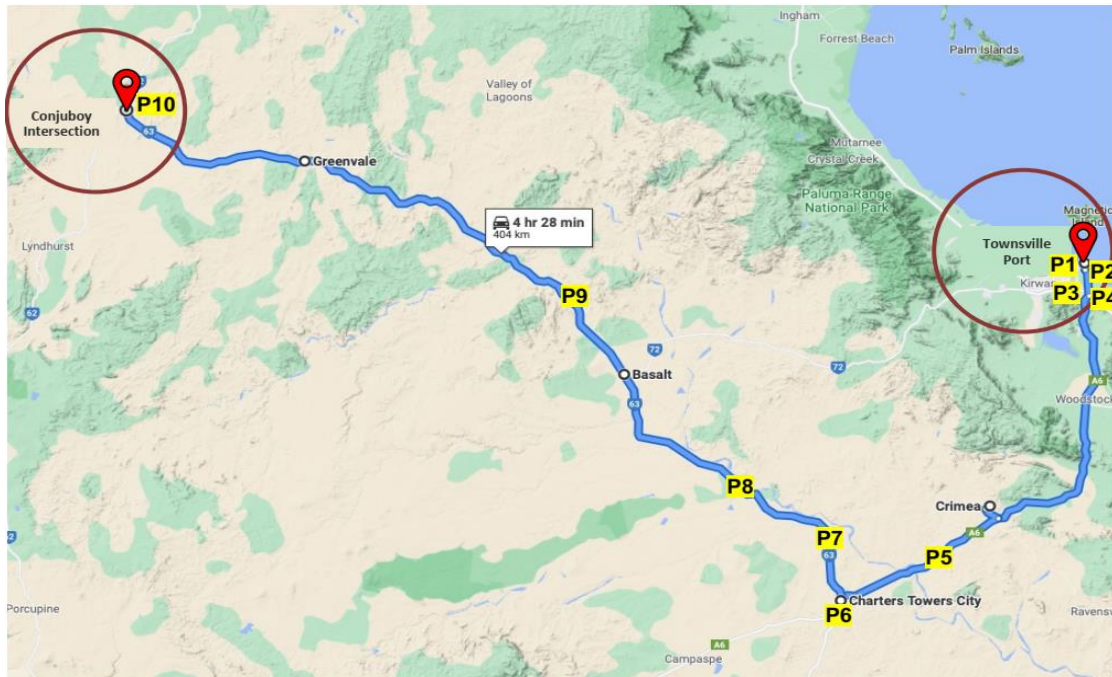 Ingham
Forrest Beach
Palm Islands
Valley of
Lagoons
63
P10
Conjuboy
Intersection
63
Greenvale
Mutarnee
Crystal Creek
Paluma Range
National Park
4 hr 28 min
404 km
Lyndhurst
Magnetic
Island
Townsville
Port
P1
P2
Kirwan
P3
P4
P9
62
72
72
Basalt
A6
63
Woodstock
P8
Crimea
A6
P7
63
P5
Charters Towers City
P6
Porcupine
Ravensw
A6
Campaspe